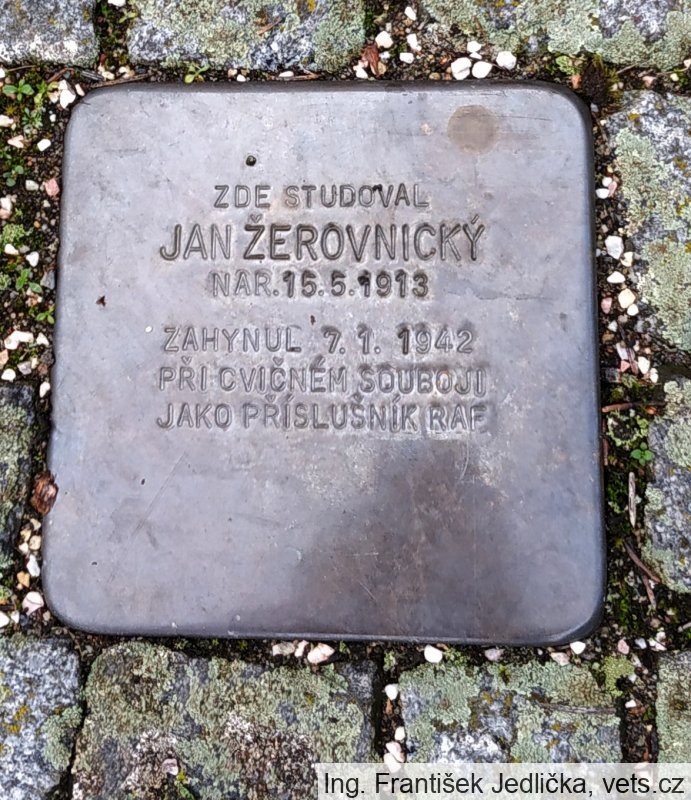 ZDE STUDOVAL
JAN ŽEROVNICKÝ
NAR. 15.5.1913
ZAHYNUL 7. 1. 1942
PŘI CVIČNÉM SOUBOJI
JAKO PŘÍSLUŠNÍK RAF
Ing. František Jedlička, vets.cz